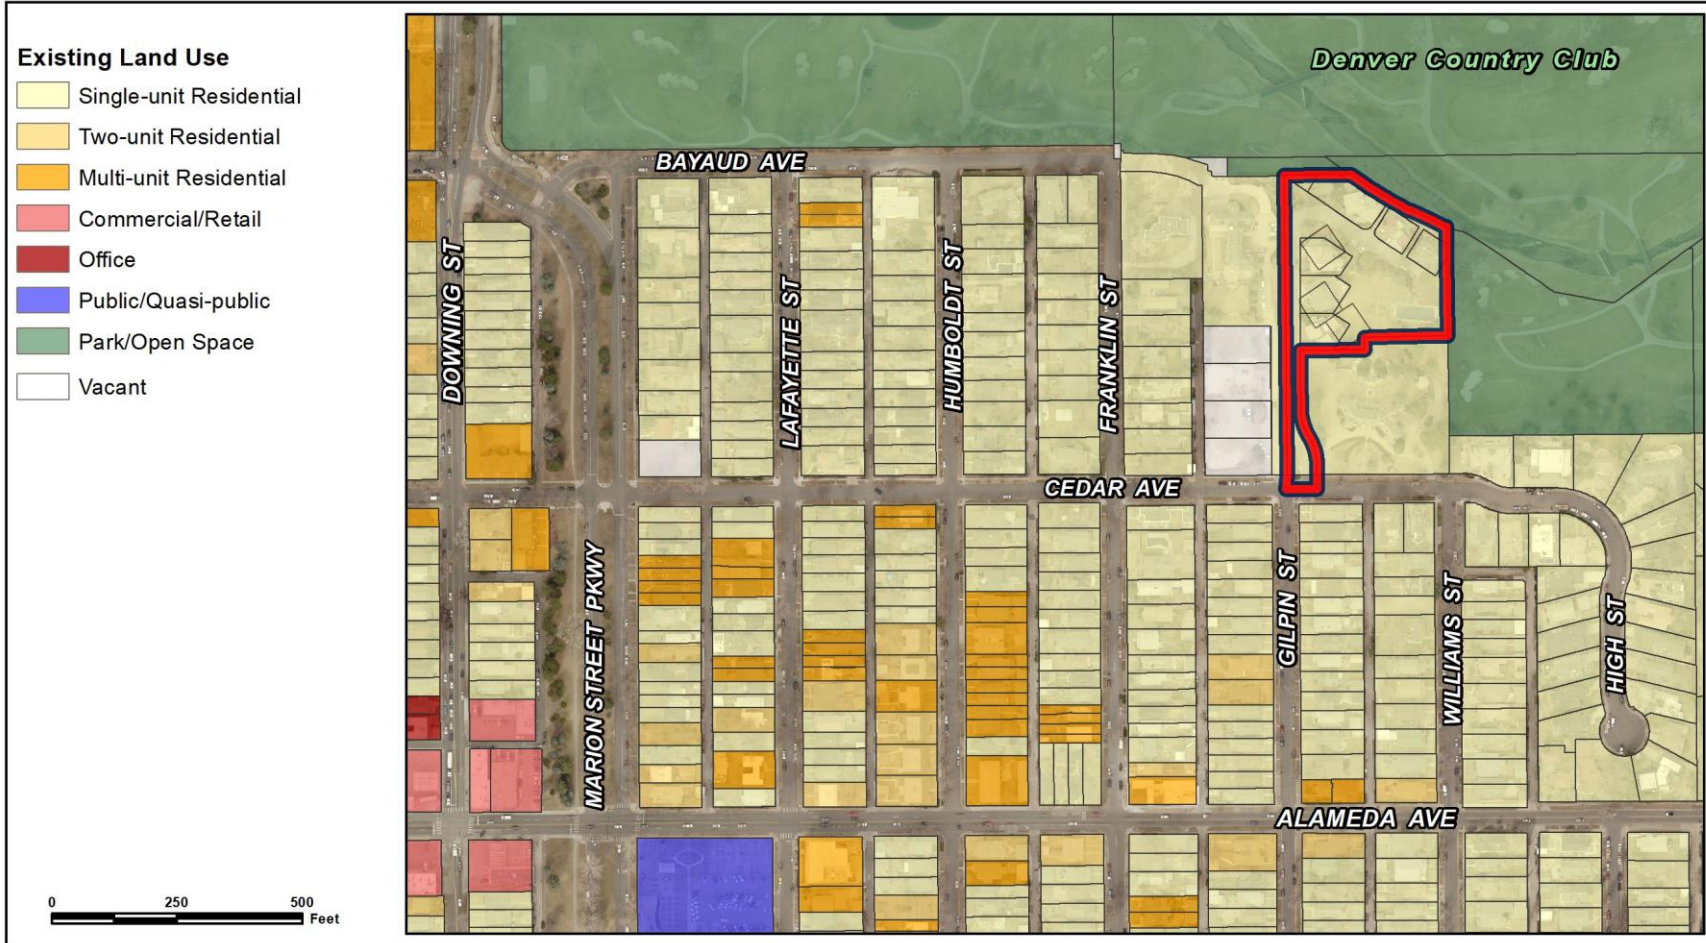 Existing Land Use
Single-unit Residential
Two-unit Residential
Multi-unit Residential
Commercial/Retail
Office
Public/Quasi-public
Park/Open Space
Vacant
0 250 500
Feet
Denver Country Club
BAYAUD AVE
DOWNING ST
LAFAYETTE ST
HUMBOLDT ST
FRANKLIN ST
CEDAR AVE
MARION STREET PKWY
GILPIN ST
WILLIAMS ST
HIGH ST
ALAMEDA AVE